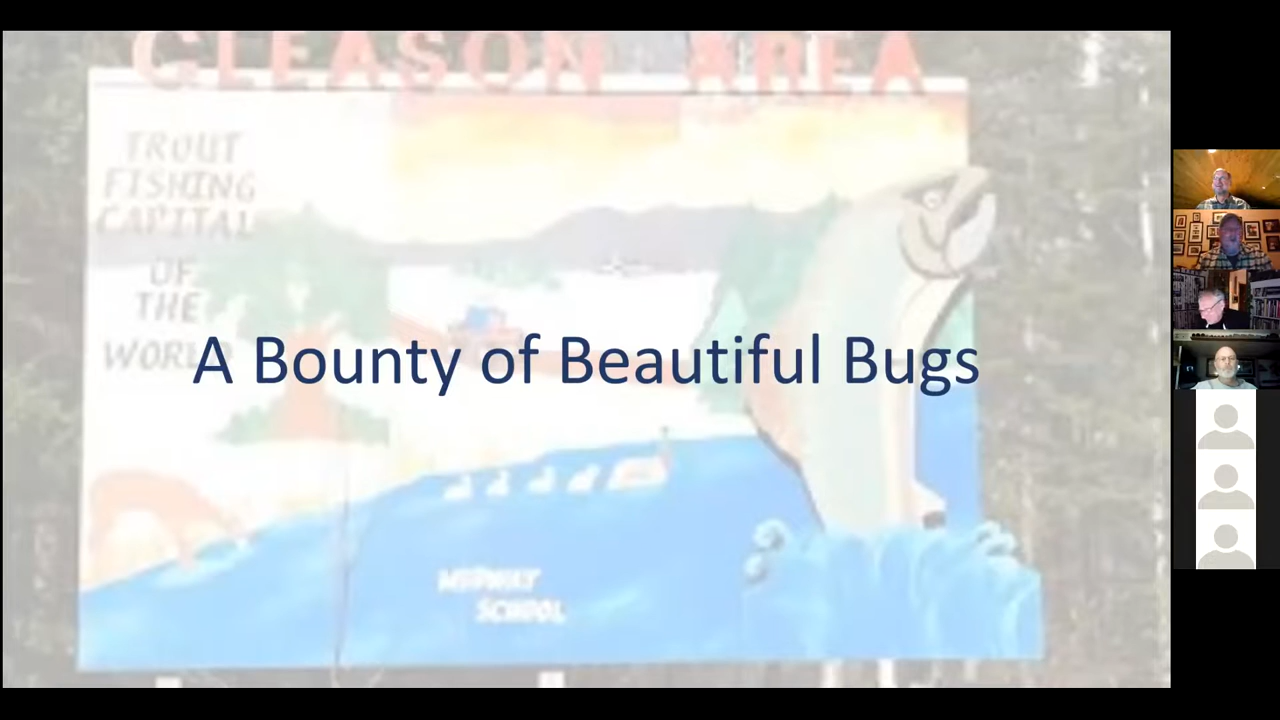 GLEASON AREA
TROUT
FISHING
CAPITAL
OF
THE
WORLD
A Bounty of Beautiful Bugs
MIDWAY
SCHOOL